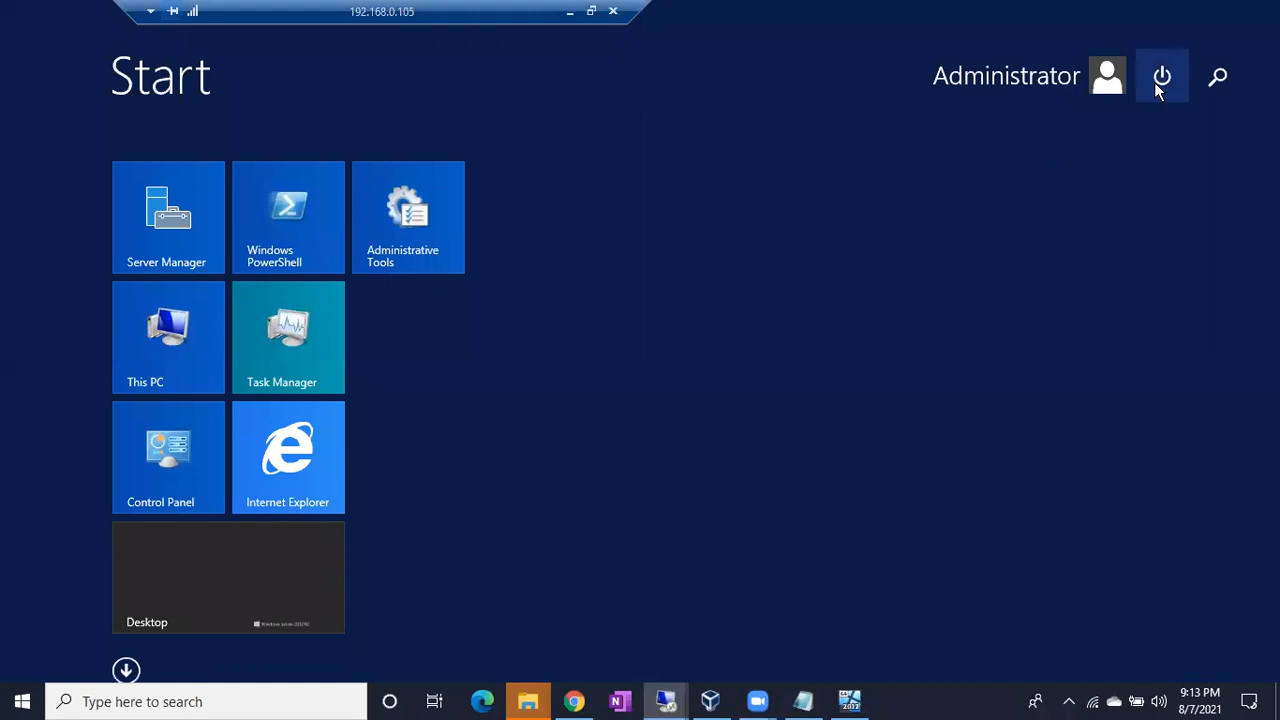 192.168.0.105
Start
Administrator
Server Manager
Windows PowerShell
Administrative Tools
This PC
Task Manager
Control Panel
Internet Explorer
Desktop
Type here to search
9:13 PM
8/7/2021